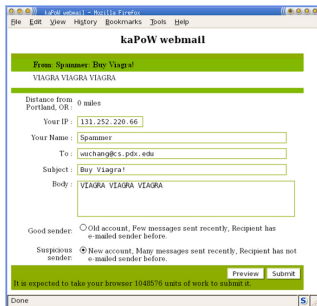 kaPoW webmail - Mozilla Firefox
File Edit View History Bookmarks Tools Help
kaPoW webmail
From: Spammer: Buy Viagra!
VIAGRA VIAGRA VIAGRA
Distance from Portland, OR : 0 miles
Your IP : 131.252.220.66
Your Name : Spammer
To : wuchang@cs.pdx.edu
Subject : Buy Viagra!
Body : VIAGRA VIAGRA VIAGRA
Good sender: Old account, Few messages sent recently, Recipient has
e-mailed sender before.
Suspicious sender: New account, Many messages sent recently, Recipient has not
e-mailed sender before.
Preview Submit
It is expected to take your browser 1048576 units of work to submit it.
Done